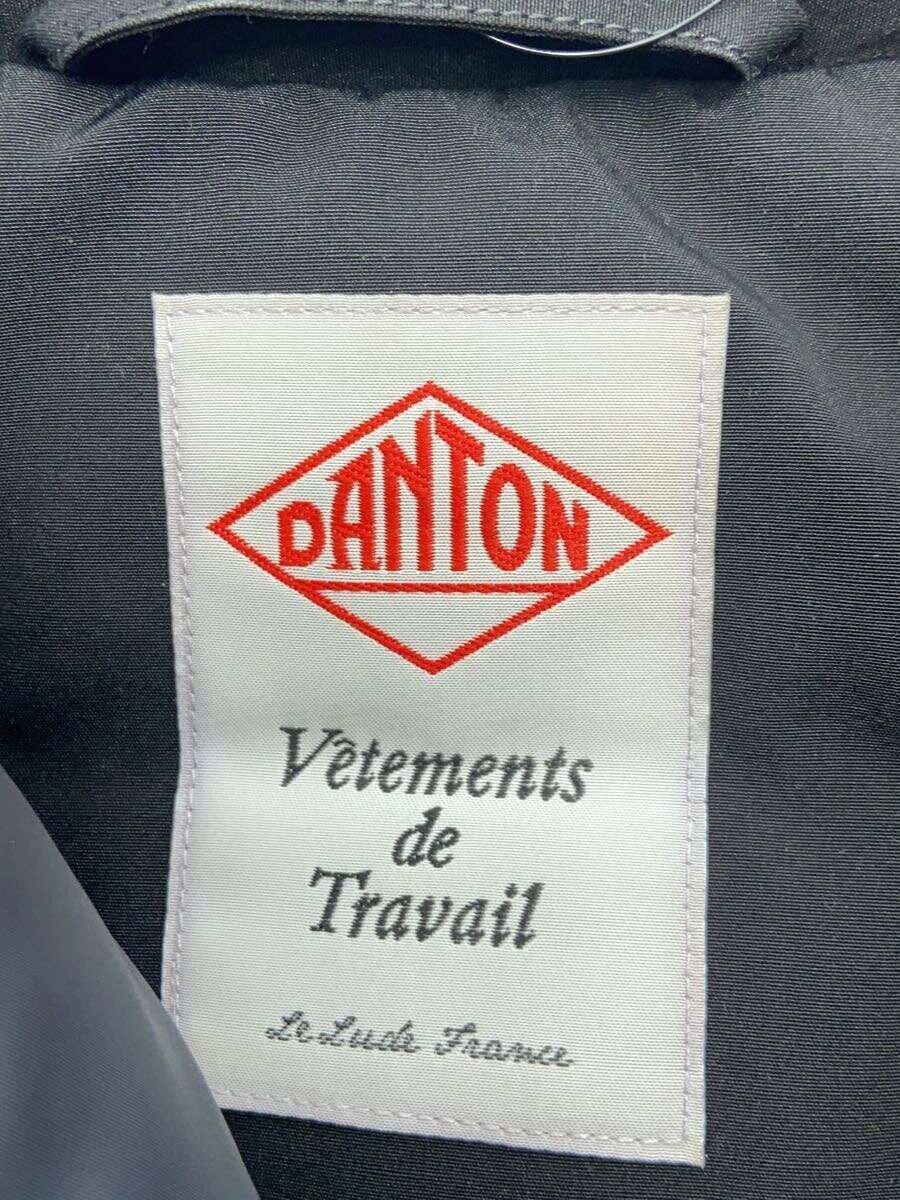 DANTON
Vêtements
de
Travail
Le Lude France